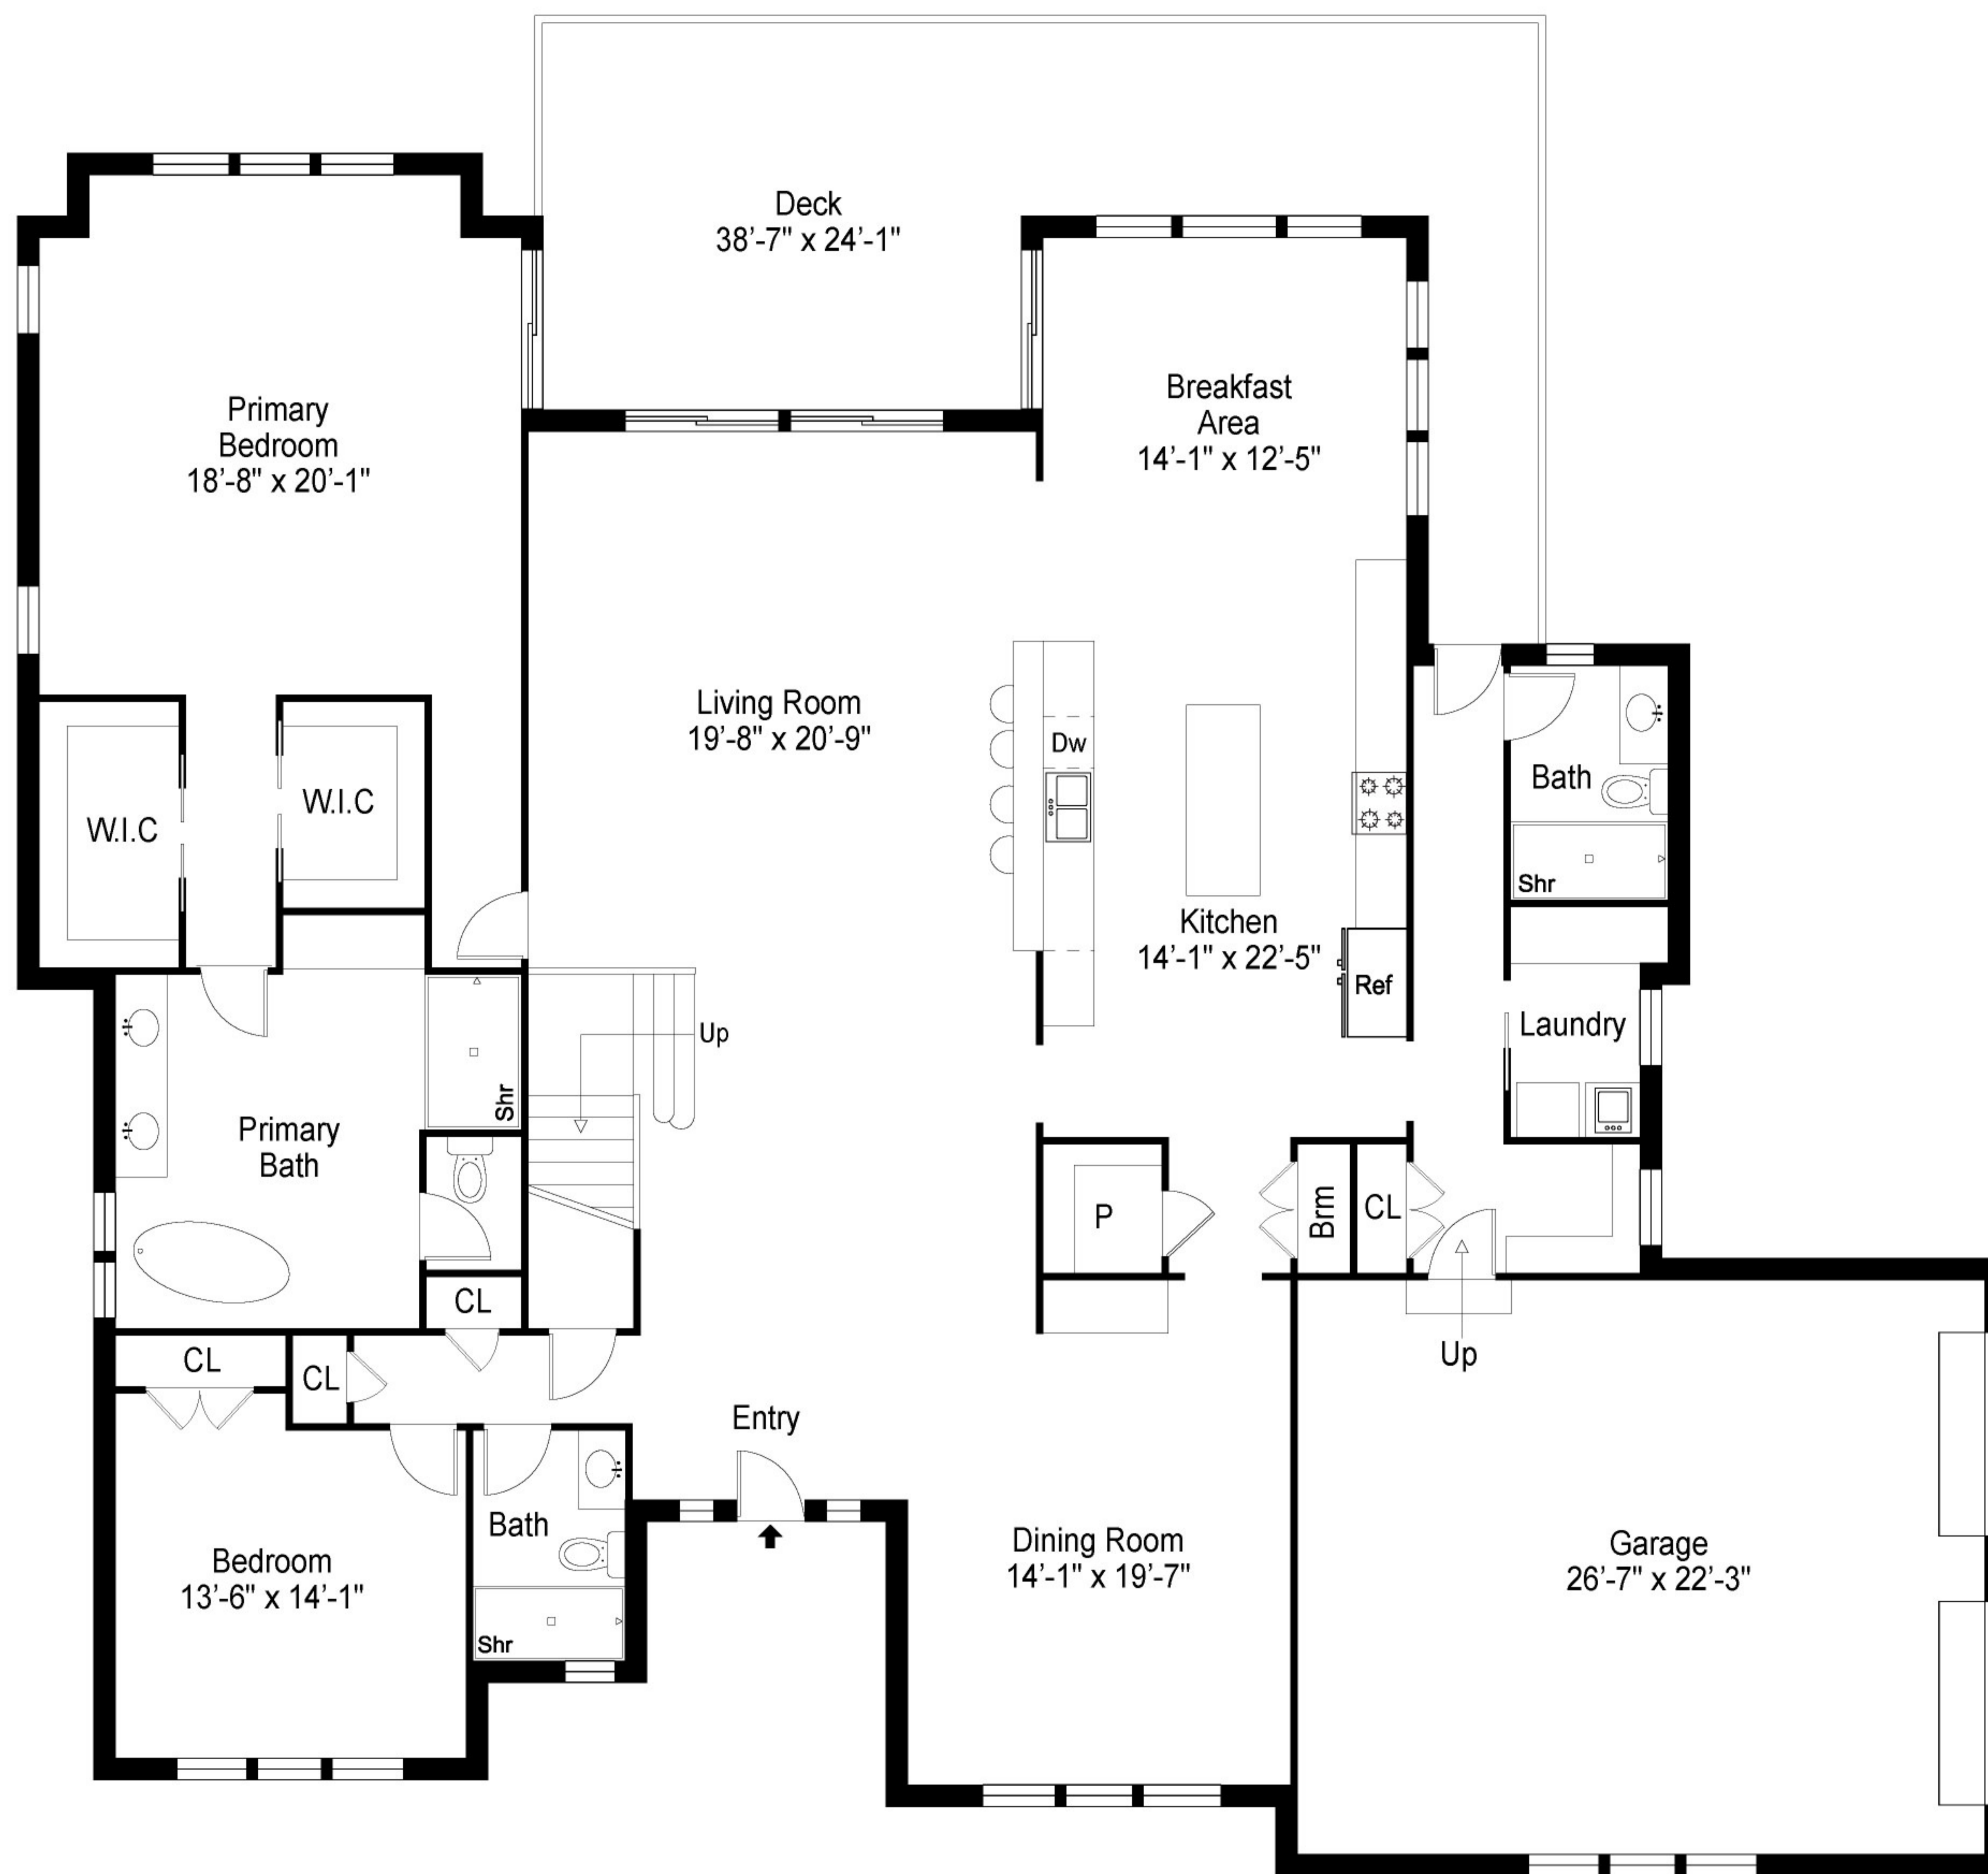 Deck
38'-7" x 24'-1"
Primary
Bedroom
18'-8" x 20'-1"
Breakfast
Area
14'-1" x 12'-5"
Living Room
19'-8" x 20'-9"
Dw
W.I.C
W.I.C
Bath
Shr
Kitchen
14'-1" x 22'-5"
Ref
Up
Laundry
Shr
Primary
Bath
P
Brm
CL
CL
CL
CL
Up
Entry
Bath
Bedroom
13'-6" x 14'-1"
Shr
Dining Room
14'-1" x 19'-7"
Garage
26'-7" x 22'-3"